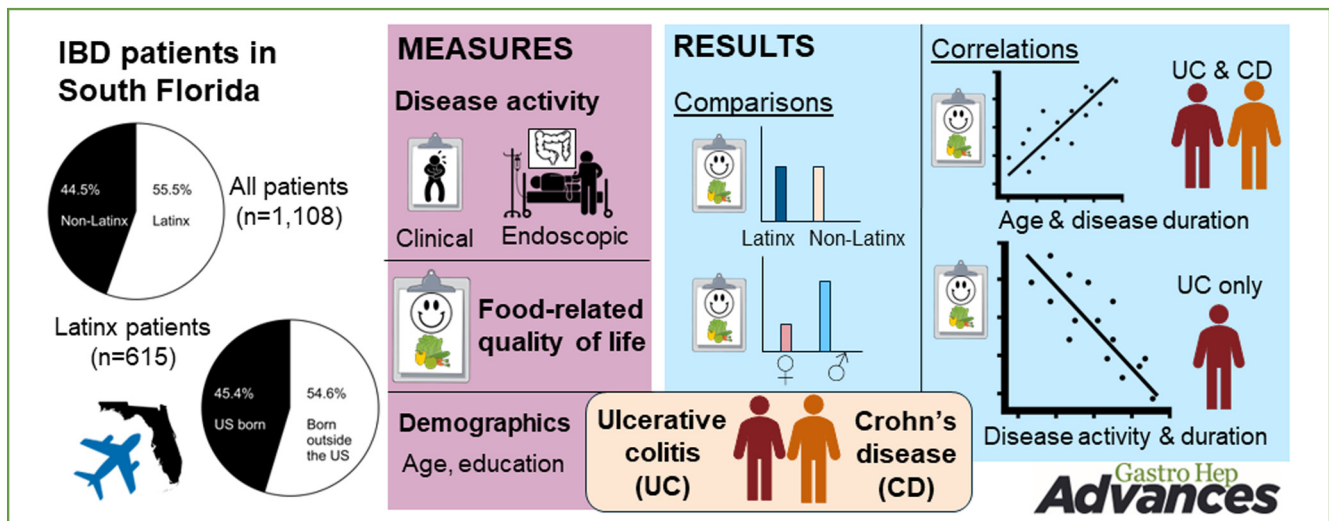 IBD patients in
South Florida
44.5%
Non-Latinx
55.5%
Latinx
All patients
(n=1,108)
Latinx patients
(n=615)
45.4%
US born
54.6%
Born
outside
the US
MEASURES
Disease activity
Clinical
Endoscopic
Food-related
quality of life
Demographics
Age, education
Ulcerative
colitis
(UC)
Crohn's
disease
(CD)
RESULTS
Comparisons
Latinx
Non-Latinx
♀
♂
Correlations
UC & CD
Age & disease duration
UC only
Disease activity & duration
Gastro Hep
Advances